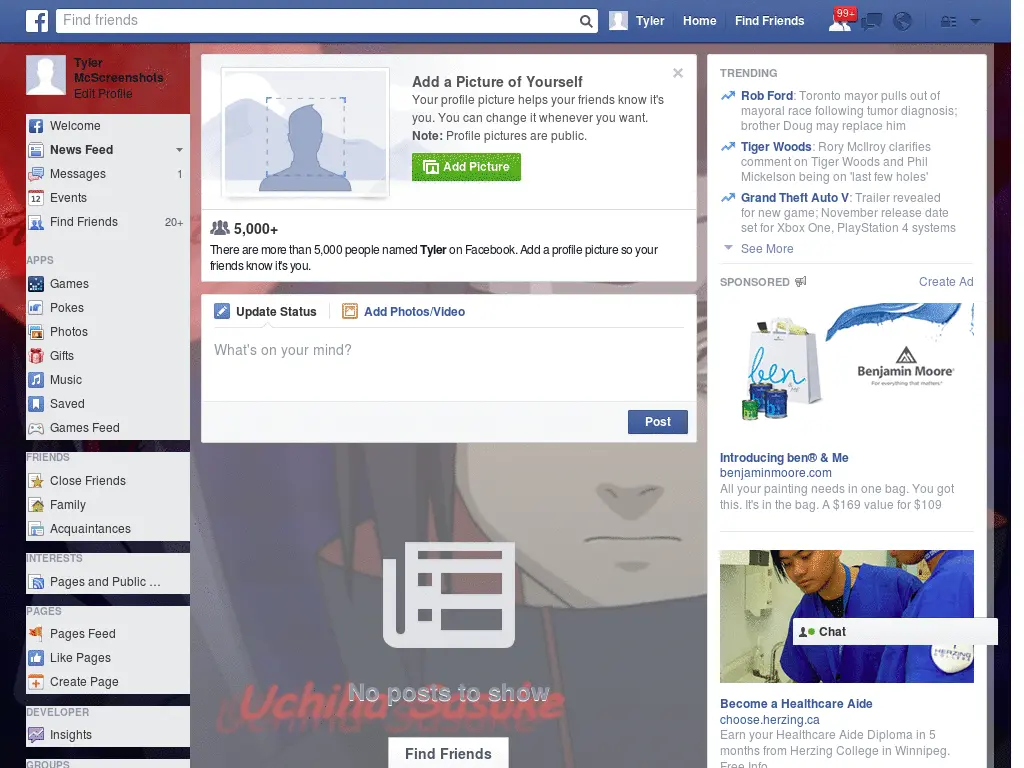 Find friends
Tyler
Home
Find Friends
99+
Tyler
McScreenshots
Edit Profile
Welcome
News Feed
Messages 1
12 Events
Find Friends 20+
APPS
Games
Pokes
Photos
Gifts
Music
Saved
Games Feed
FRIENDS
Close Friends
Family
Acquaintances
INTERESTS
Pages and Public ...
PAGES
Pages Feed
Like Pages
Create Page
DEVELOPER
Insights
GROUPS
Add a Picture of Yourself
Your profile picture helps your friends know it's
you. You can change it whenever you want.
Note: Profile pictures are public.
Add Picture
5,000+
There are more than 5,000 people named Tyler on Facebook. Add a profile picture so your
friends know it's you.
Update Status
Add Photos/Video
What's on your mind?
Post
Uchiha Sasuke
No posts to show
Find Friends
TRENDING
Rob Ford: Toronto mayor pulls out of
mayoral race following tumor diagnosis;
brother Doug may replace him
Tiger Woods: Rory McIlroy clarifies
comment on Tiger Woods and Phil
Mickelson being on 'last few holes'
Grand Theft Auto V: Trailer revealed
for new game; November release date
set for Xbox One, PlayStation 4 systems
See More
SPONSORED
Create Ad
ben
Benjamin Moore
For everything that matters.
Introducing ben® & Me
benjaminmoore.com
All your painting needs in one bag. You got
this. It's in the bag. A $169 value for $109
Chat
HERZING
COLLEGE
Become a Healthcare Aide
choose.herzing.ca
Earn your Healthcare Aide Diploma in 5
months from Herzing College in Winnipeg.
Free Info